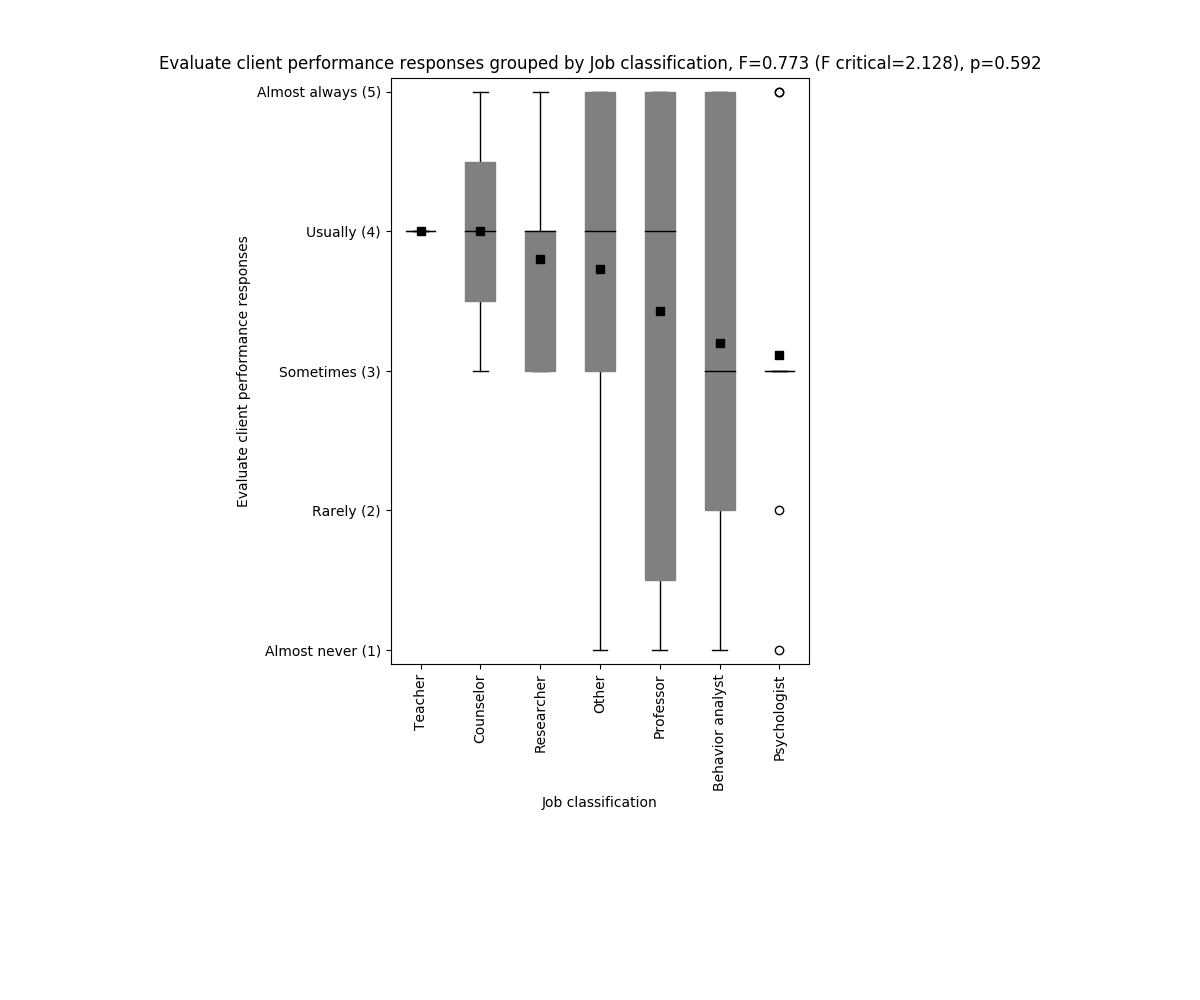 Evaluate client performance responses grouped by Job classification, F=0.773 (F critical=2.128), p=0.592
Almost always (5)
Usually (4)
Sometimes (3)
Rarely (2)
Almost never (1)
Evaluate client performance responses
Teacher
Counselor
Researcher
Other
Professor
Behavior analyst
Psychologist
Job classification